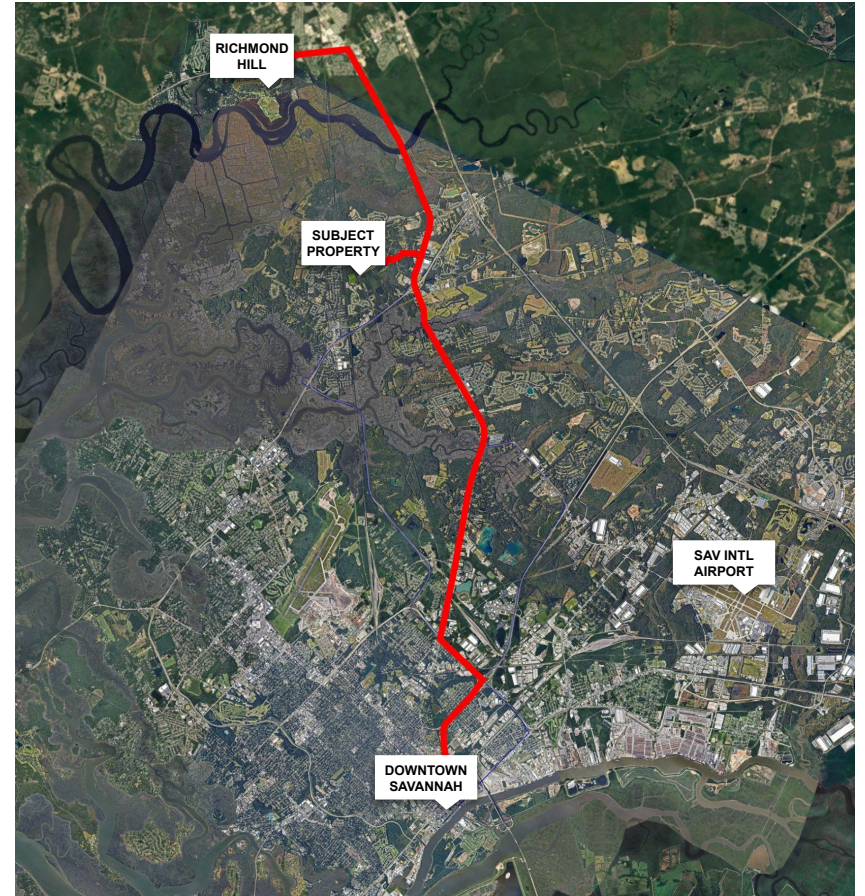 RICHMOND
HILL
SUBJECT
PROPERTY
SAV INTL
AIRPORT
DOWNTOWN
SAVANNAH